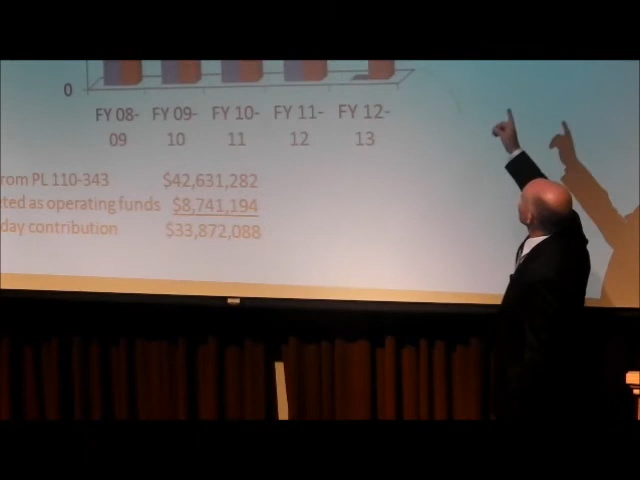 0
FY 08-09 FY 09-10 FY 10-11 FY 11-12 FY 12-13
rom PL 110-343 $42,631,282
ted as operating funds $8,741,194
day contribution $33,872,088